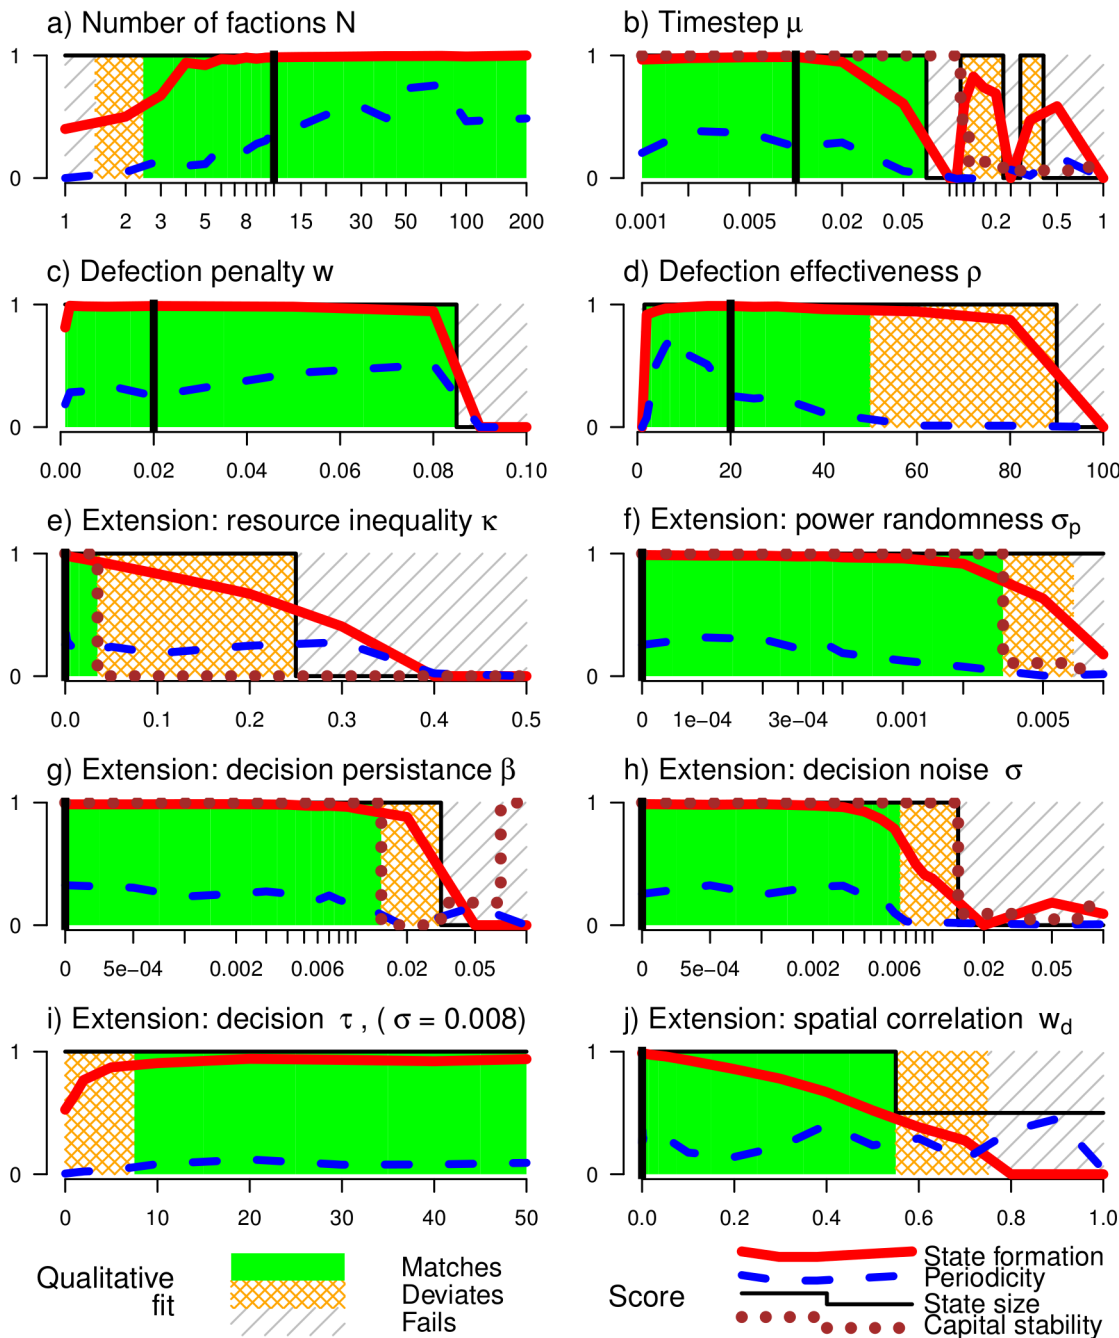 a) Number of factions N
b) Timestep μ
1
0
1 2 3 5 8 15 30 50 100 200
1
0
0.001 0.005 0.02 0.05 0.2 0.5 1
c) Defection penalty w
d) Defection effectiveness ρ
1
0
0.00 0.02 0.04 0.06 0.08 0.10
1
0
0 20 40 60 80 100
e) Extension: resource inequality κ
f) Extension: power randomness σp
1
0
0.0 0.1 0.2 0.3 0.4 0.5
1
0
0 1e−04 3e−04 0.001 0.005
g) Extension: decision persistance β
h) Extension: decision noise σ
1
0
0 5e−04 0.002 0.006 0.02 0.05
1
0
0 5e−04 0.002 0.006 0.02 0.05
i) Extension: decision τ , ( σ = 0.008)
j) Extension: spatial correlation wd
1
0
0 10 20 30 40 50
1
0
0.0 0.2 0.4 0.6 0.8 1.0
Qualitative
fit
Matches
Deviates
Fails
Score
State formation
Periodicity
State size
Capital stability